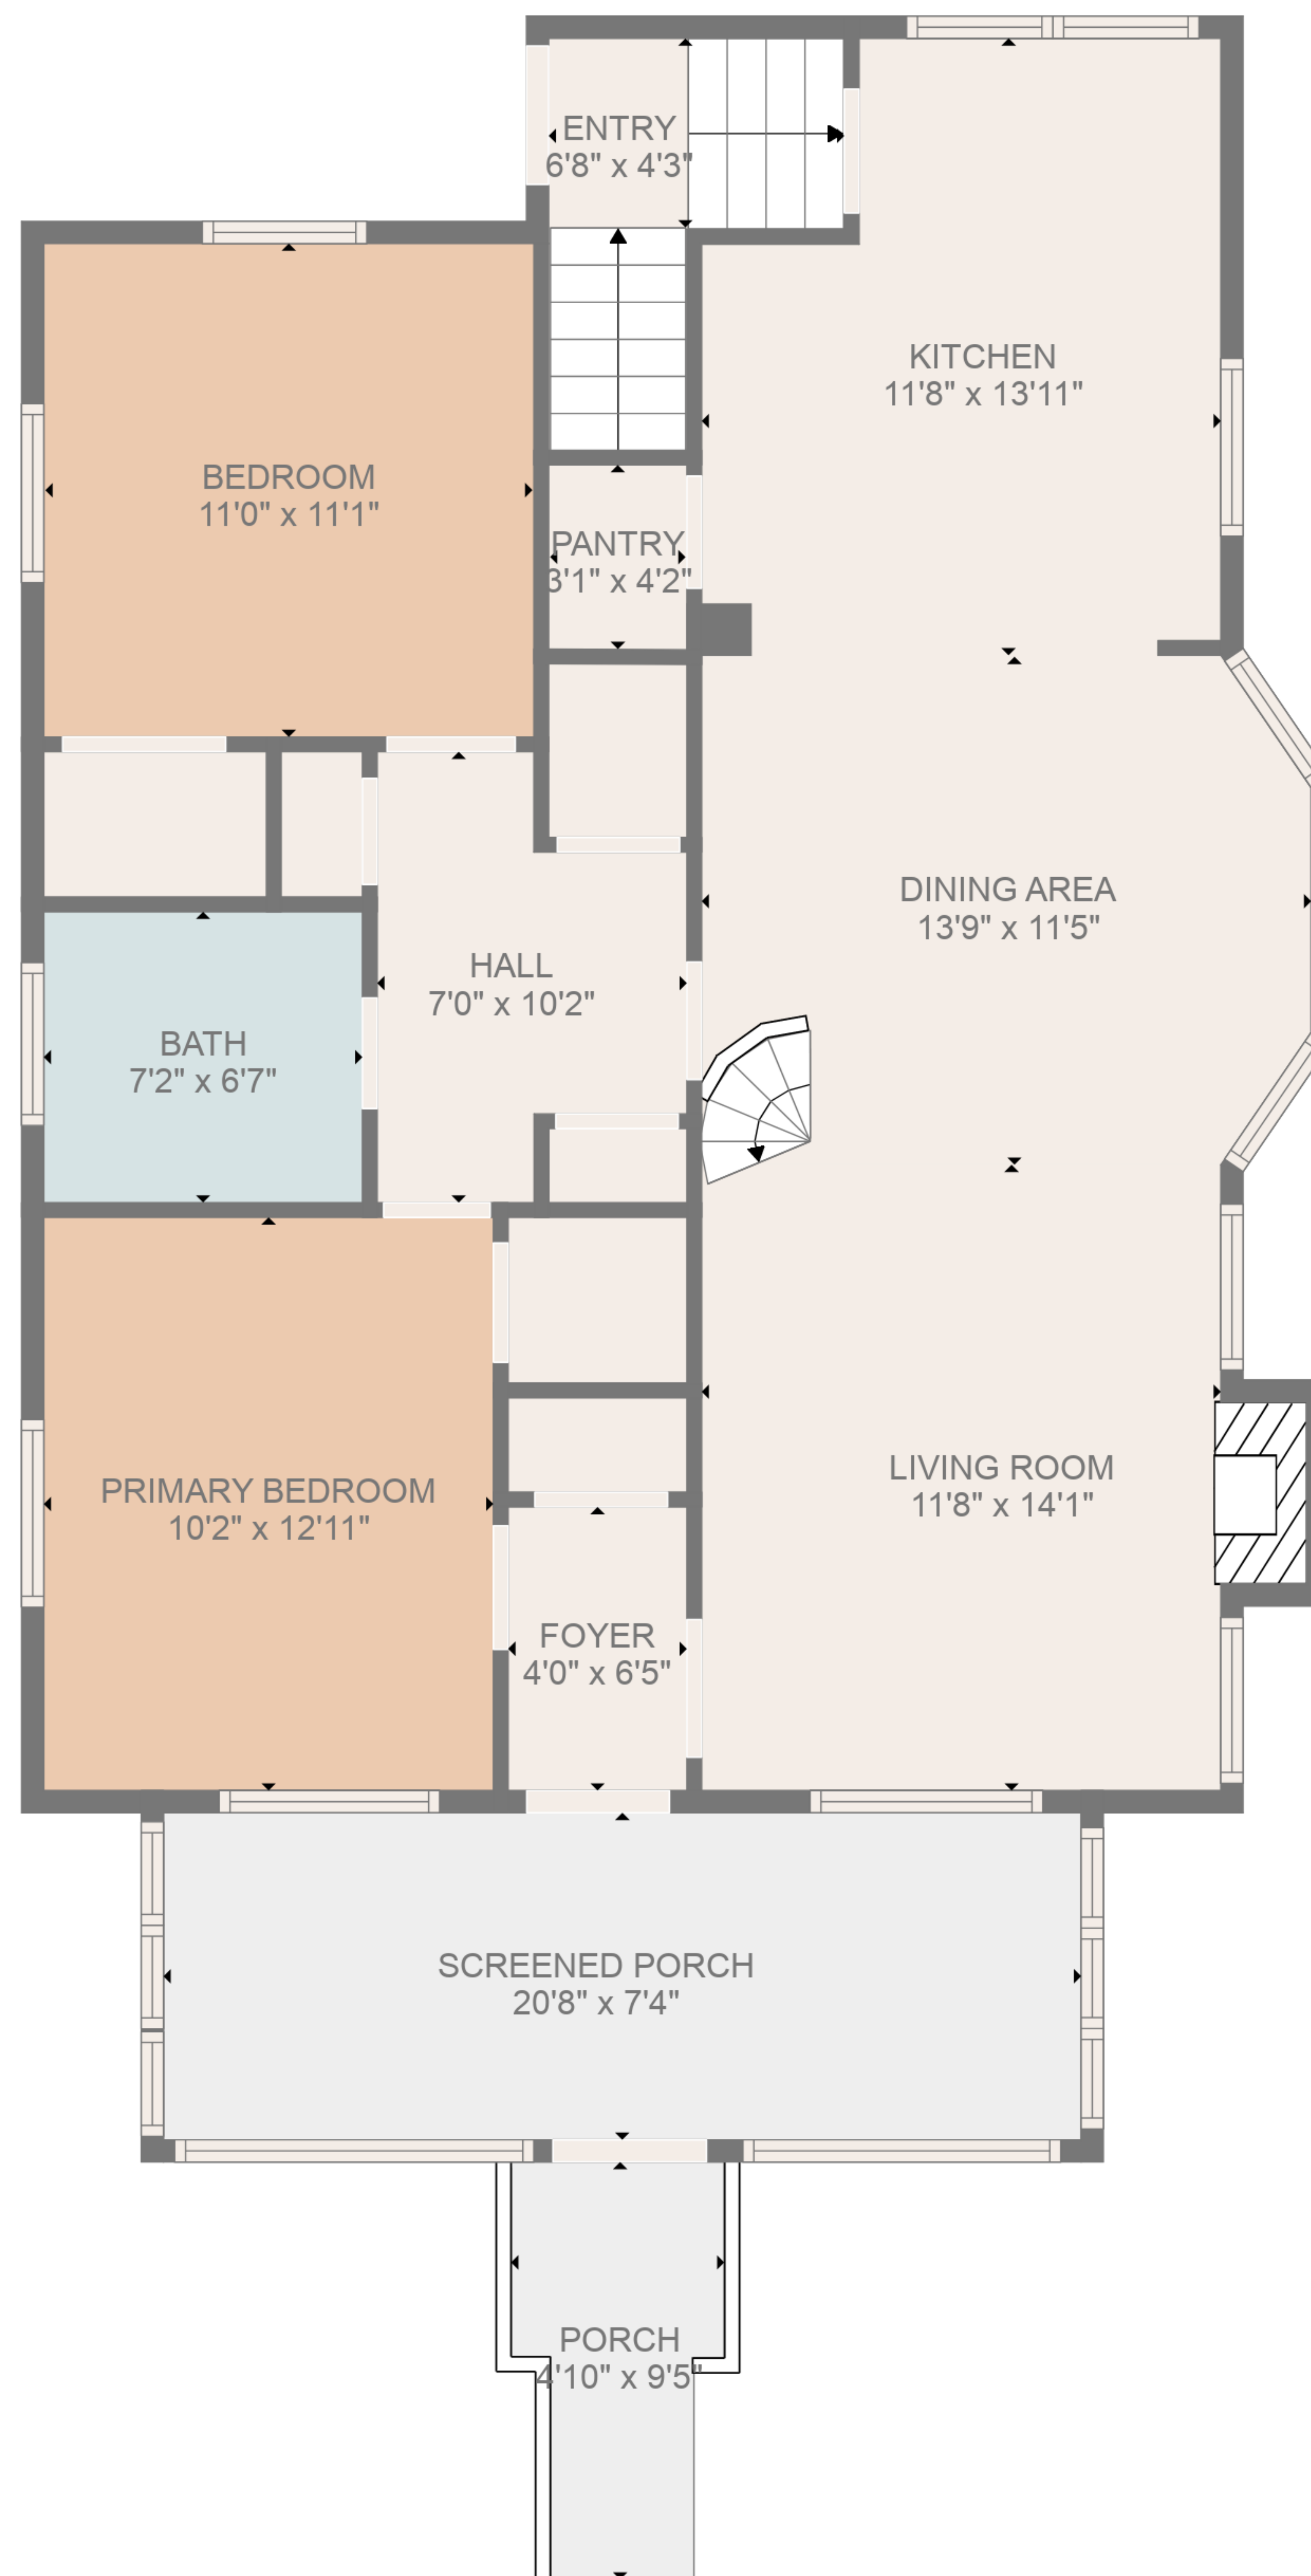 ENTRY
6'8" x 4'3"
KITCHEN
11'8" x 13'11"
BEDROOM
11'0" x 11'1"
PANTRY
3'1" x 4'2"
DINING AREA
13'9" x 11'5"
HALL
7'0" x 10'2"
BATH
7'2" x 6'7"
LIVING ROOM
11'8" x 14'1"
PRIMARY BEDROOM
10'2" x 12'11"
FOYER
4'0" x 6'5"
SCREENED PORCH
20'8" x 7'4"
PORCH
4'10" x 9'5"